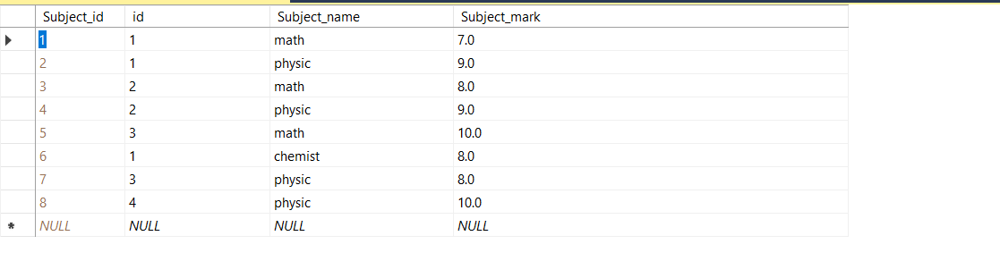 Subject_id id Subject_name Subject_mark
1 1 math 7.0
2 1 physic 9.0
3 2 math 8.0
4 2 physic 9.0
5 3 math 10.0
6 1 chemist 8.0
7 3 physic 8.0
8 4 physic 10.0
* NULL NULL NULL NULL